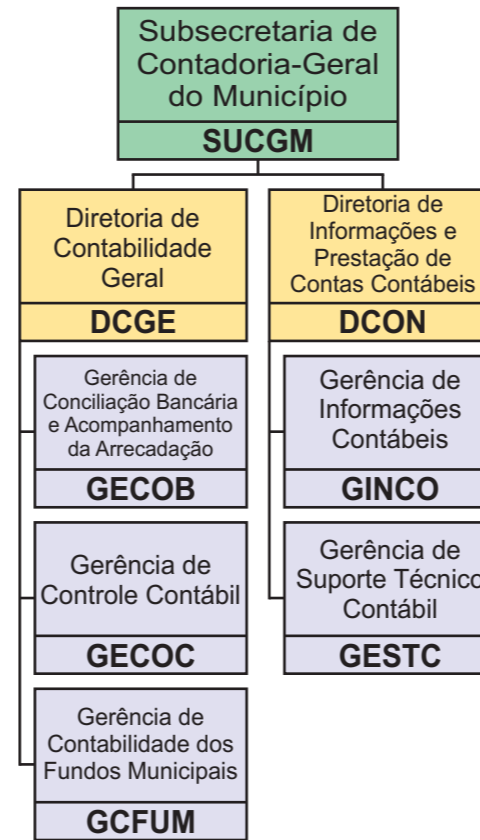 Subsecretaria de
Contadoria-Geral
do Município
SUCGM
Diretoria de
Contabilidade
Geral
DCGE
Gerência de
Conciliação Bancária
e Acompanhamento
da Arrecadação
GECOB
Gerência de
Controle Contábil
GECOC
Gerência de
Contabilidade dos
Fundos Municipais
GCFUM
Diretoria de
Informações e
Prestação de
Contas Contábeis
DCON
Gerência de
Informações
Contábeis
GINCO
Gerência de
Suporte Técnico
Contábil
GESTC